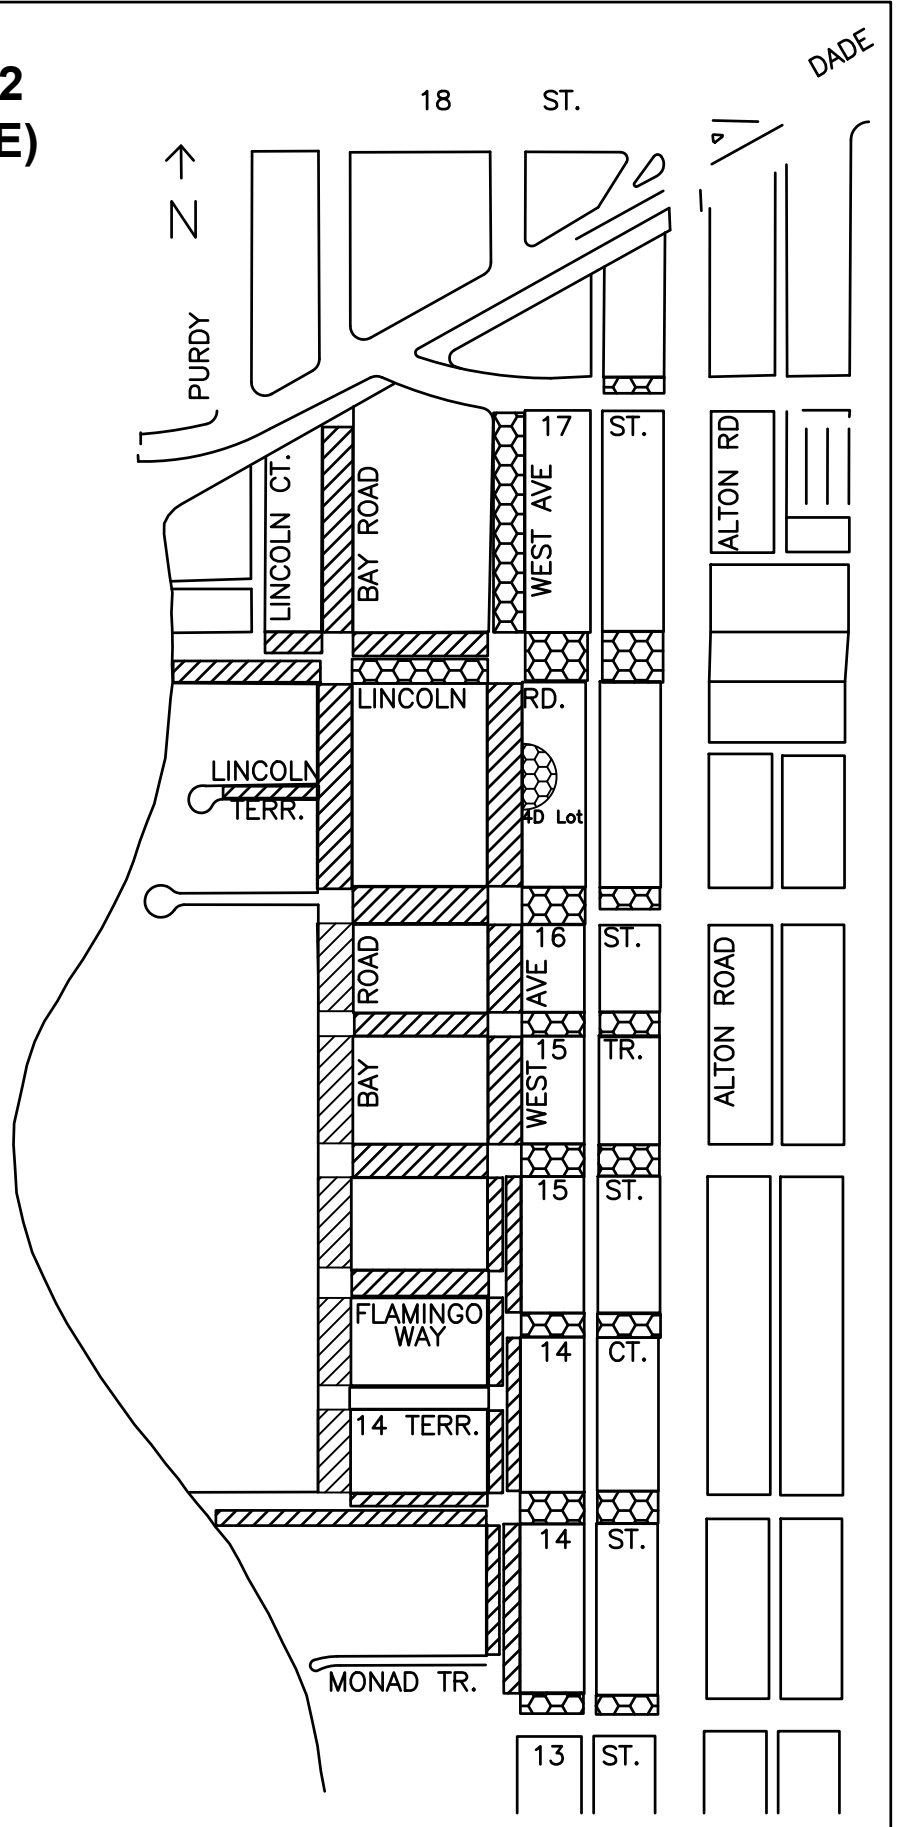 DADE
2
18 ST.
E)
N
PURDY
17 ST.
ALTON RD
LINCOLN CT.
BAY ROAD
WEST AVE
LINCOLN RD.
LINCOLN
TERR.
4D Lot
16 ST.
ROAD
AVE
ALTON ROAD
15 TR.
BAY
WEST
15 ST.
FLAMINGO
WAY
14 CT.
14 TERR.
14 ST.
MONAD TR.
13 ST.